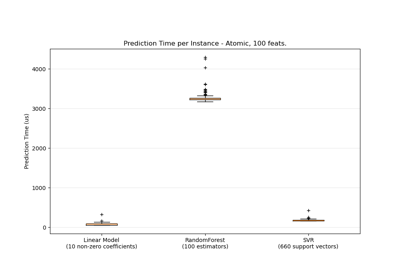 Prediction Time per Instance - Atomic, 100 feats.
4000
3000
2000
1000
0
Prediction Time (us)
Linear Model
(10 non-zero coefficients)
RandomForest
(100 estimators)
SVR
(660 support vectors)